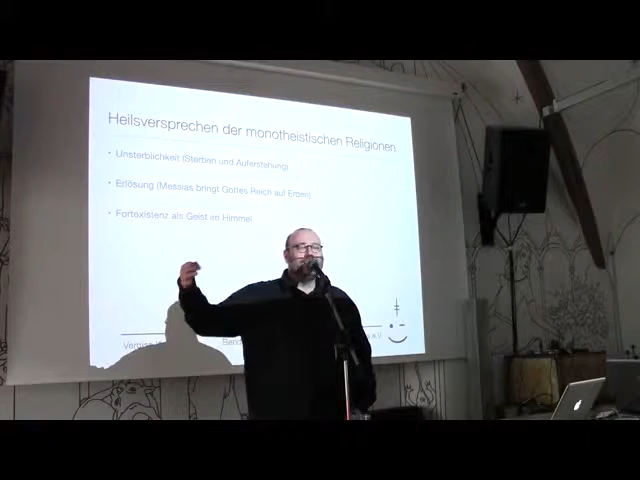 Heilsversprechen der monotheistischen Religionen
• Unsterblichkeit (Sterben und Auferstehung)
• Erlösung (Messias bringt Gottes Reich auf Erden)
• Fortexistenz als Geist im Himmel